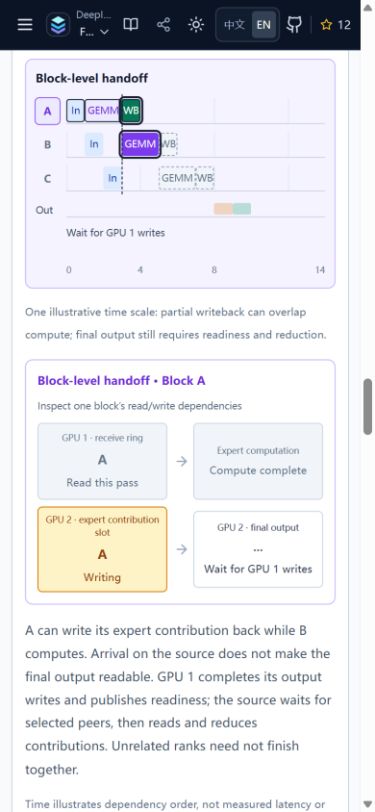 Deepl...
F...
中文
EN
12
Block-level handoff
A In GEMM WB
B In GEMM WB
C In GEMM WB
Out
Wait for GPU 1 writes
0 4 8 14
One illustrative time scale: partial writeback can overlap
compute; final output still requires readiness and reduction.
Block-level handoff • Block A
Inspect one block's read/write dependencies
GPU 1 · receive ring
A
Read this pass
→
Expert computation
Compute complete
GPU 2 · expert contribution
slot
A
Writing
→
GPU 2 · final output
...
Wait for GPU 1 writes
A can write its expert contribution back while B
computes. Arrival on the source does not make the
final output readable. GPU 1 completes its output
writes and publishes readiness; the source waits for
selected peers, then reads and reduces
contributions. Unrelated ranks need not finish
together.
Time illustrates dependency order, not measured latency or